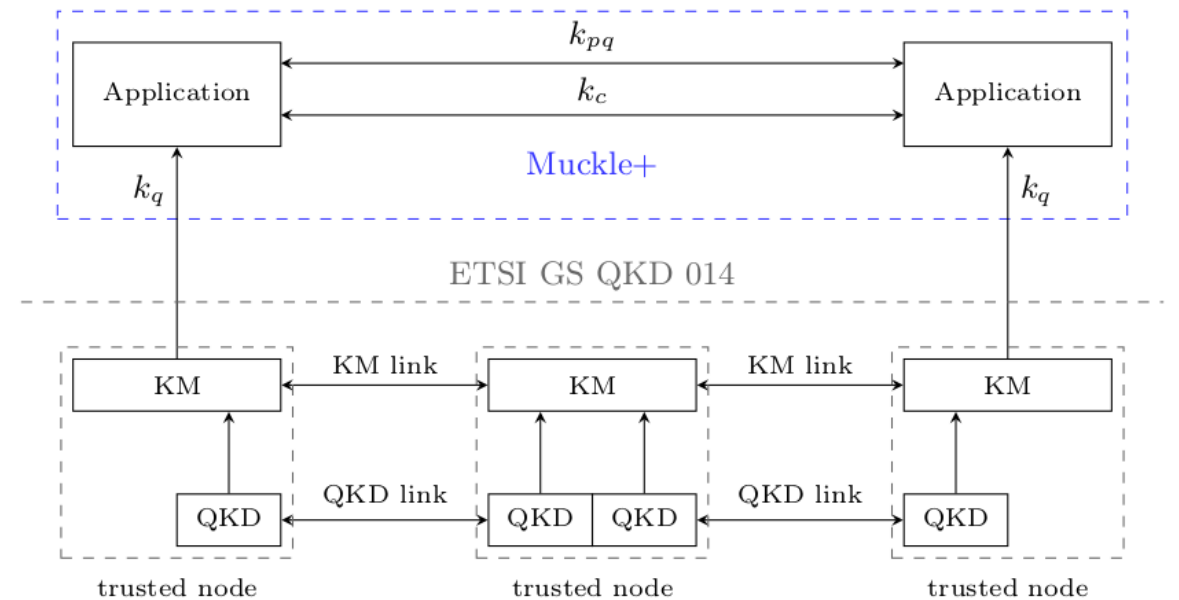 k_pq
Application
Application
k_c
Muckle+
k_q
k_q
ETSI GS QKD 014
KM link
KM link
KM
KM
KM
QKD link
QKD link
QKD
QKD
QKD
QKD
trusted node
trusted node
trusted node